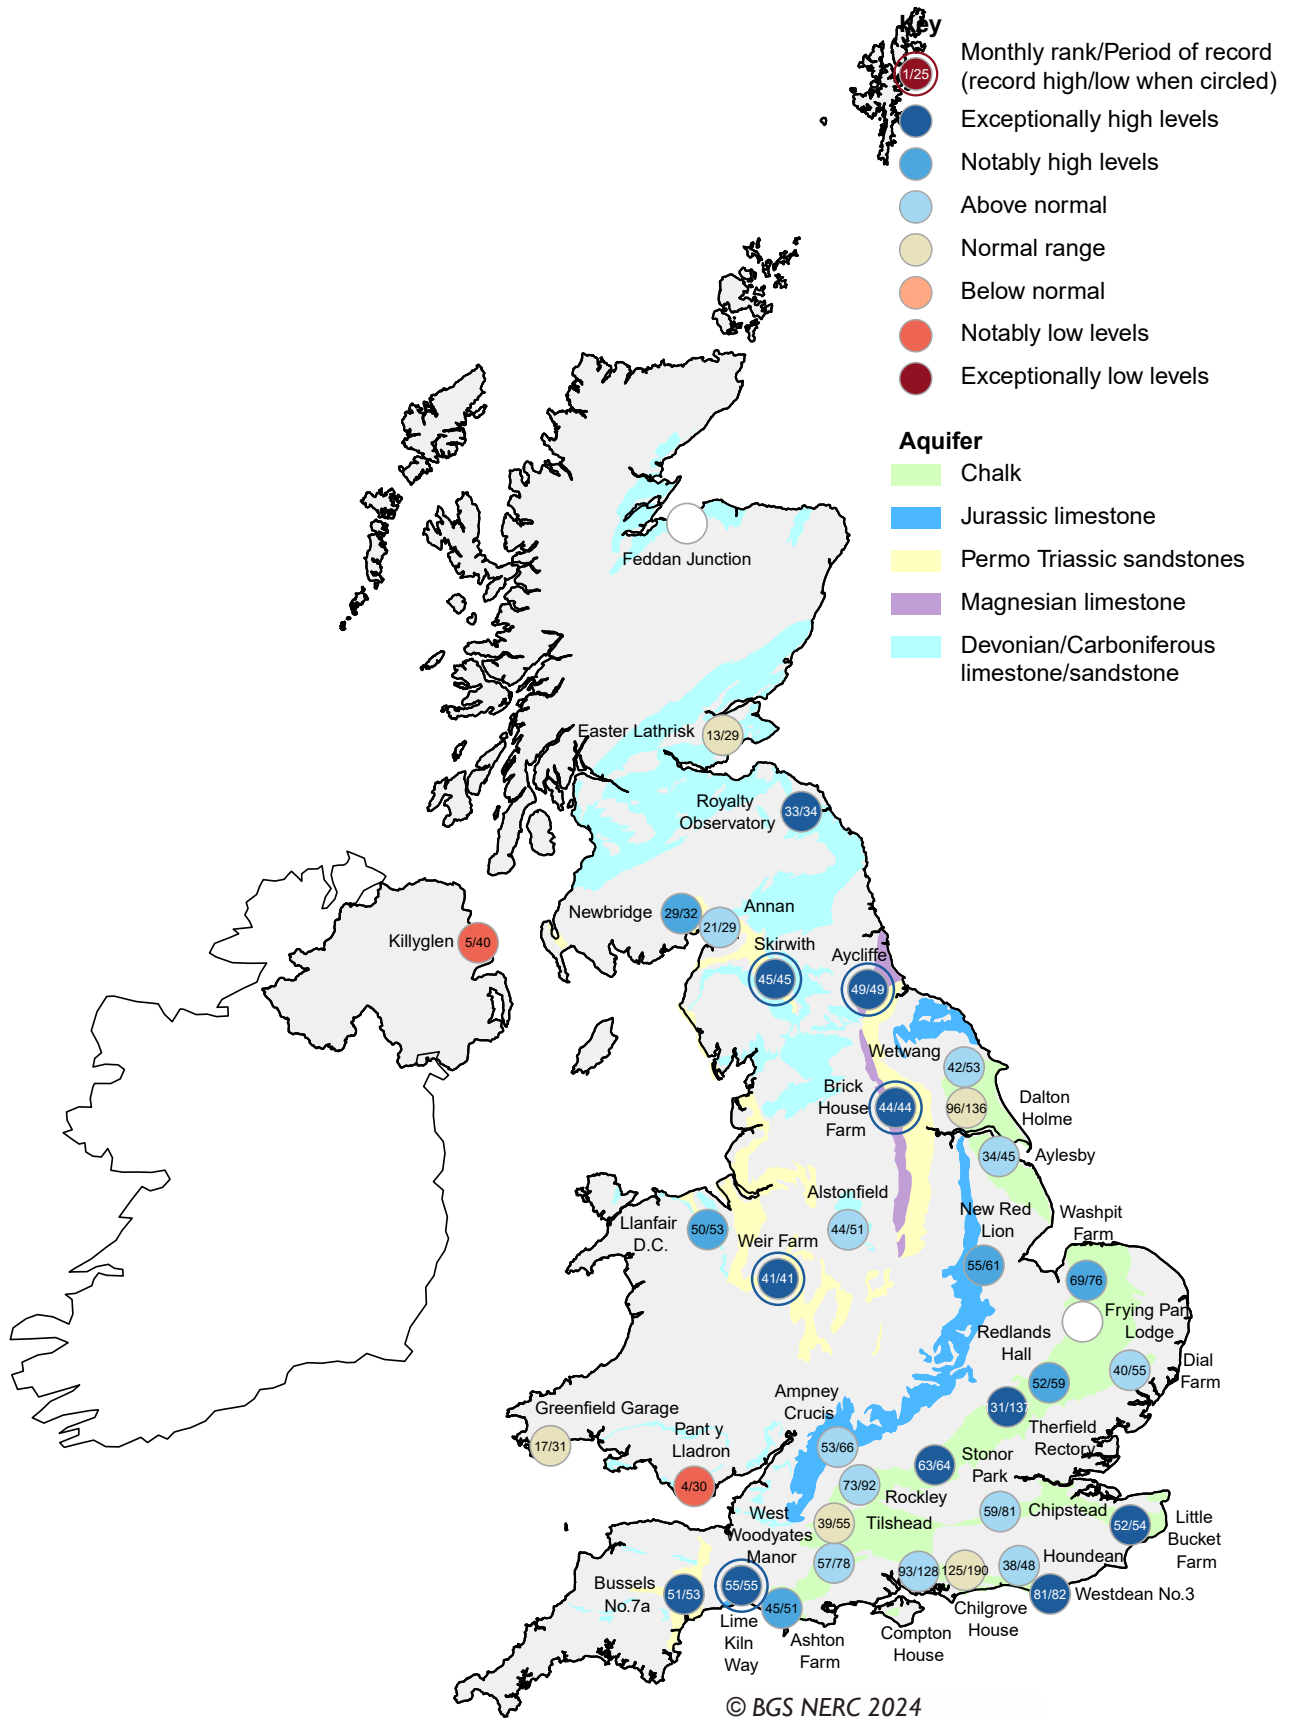 Key
1/25
Monthly rank/Period of record
(record high/low when circled)
Exceptionally high levels
Notably high levels
Above normal
Normal range
Below normal
Notably low levels
Exceptionally low levels
Aquifer
Chalk
Jurassic limestone
Permo Triassic sandstones
Magnesian limestone
Devonian/Carboniferous
limestone/sandstone
Feddan Junction
Easter Lathrisk
13/29
Royalty
Observatory
33/34
Newbridge
29/32
Annan
21/29
Killyglen
5/40
Skirwith
45/45
Aycliffe
49/49
Wetwang
42/53
Brick
House
Farm
44/44
96/136
Dalton
Holme
34/45
Aylesby
Alstonfield
44/51
Llanfair
D.C.
50/53
Weir Farm
41/41
New Red
Lion
55/61
Washpit
Farm
69/76
Frying Pan
Lodge
Redlands
Hall
52/59
40/55
Dial
Farm
131/137
Therfield
Rectory
Ampney
Crucis
53/66
Greenfield Garage
17/31
Pant y
Lladron
4/30
Stonor
Park
63/64
73/92
Rockley
59/81
Chipstead
52/54
Little
Bucket
Farm
39/55
Tilshead
West
Woodyates
Manor
57/78
93/128
125/190
38/48
Houndean
81/82
Westdean No.3
Bussels
No.7a
51/53
55/55
Lime
Kiln
Way
45/51
Ashton
Farm
Compton
House
Chilgrove
House
© BGS NERC 2024